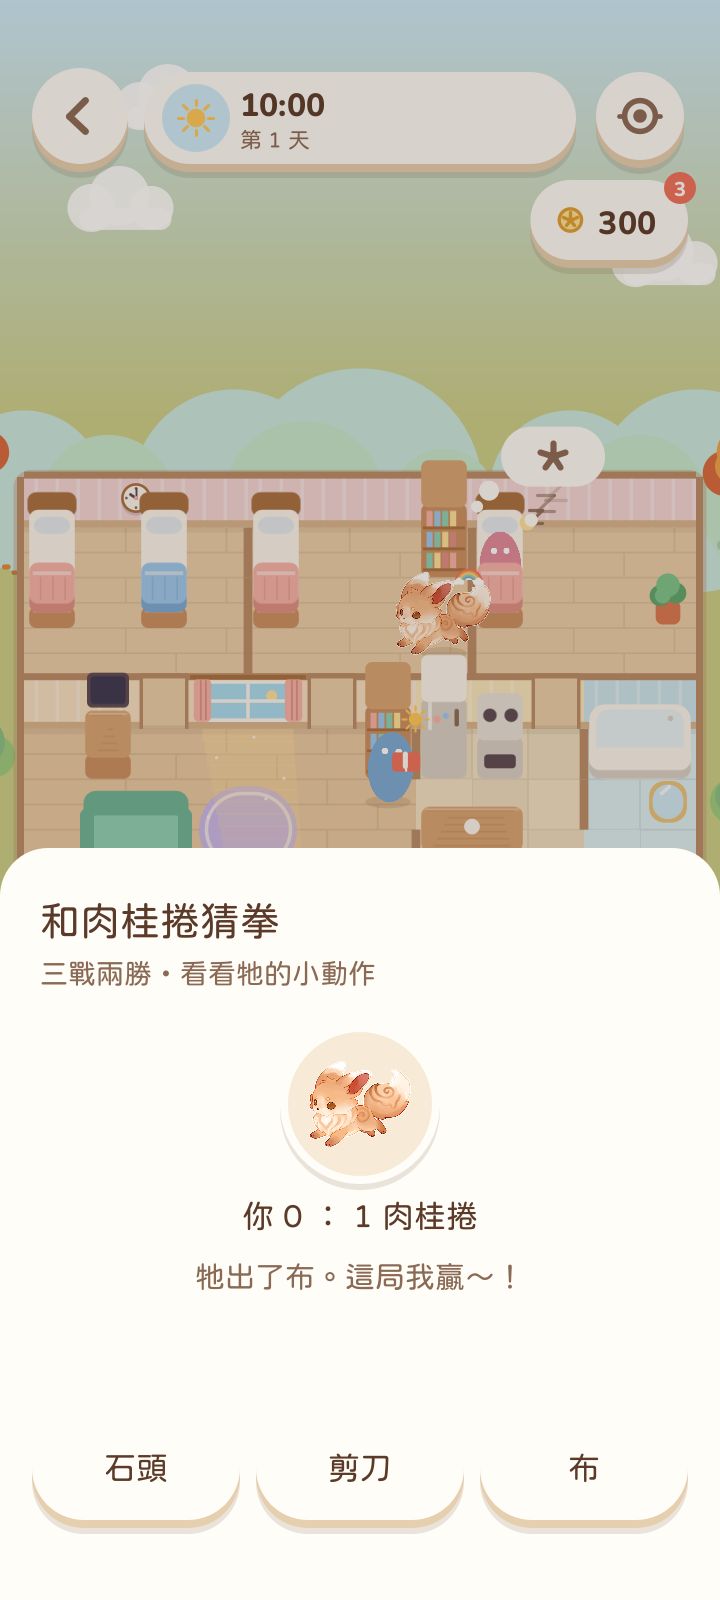 10:00
第 1 天
3
300
和肉桂捲猜拳
三戰兩勝・看看牠的小動作
你 0 : 1 肉桂捲
牠出了布。這局我贏～！
石頭
剪刀
布